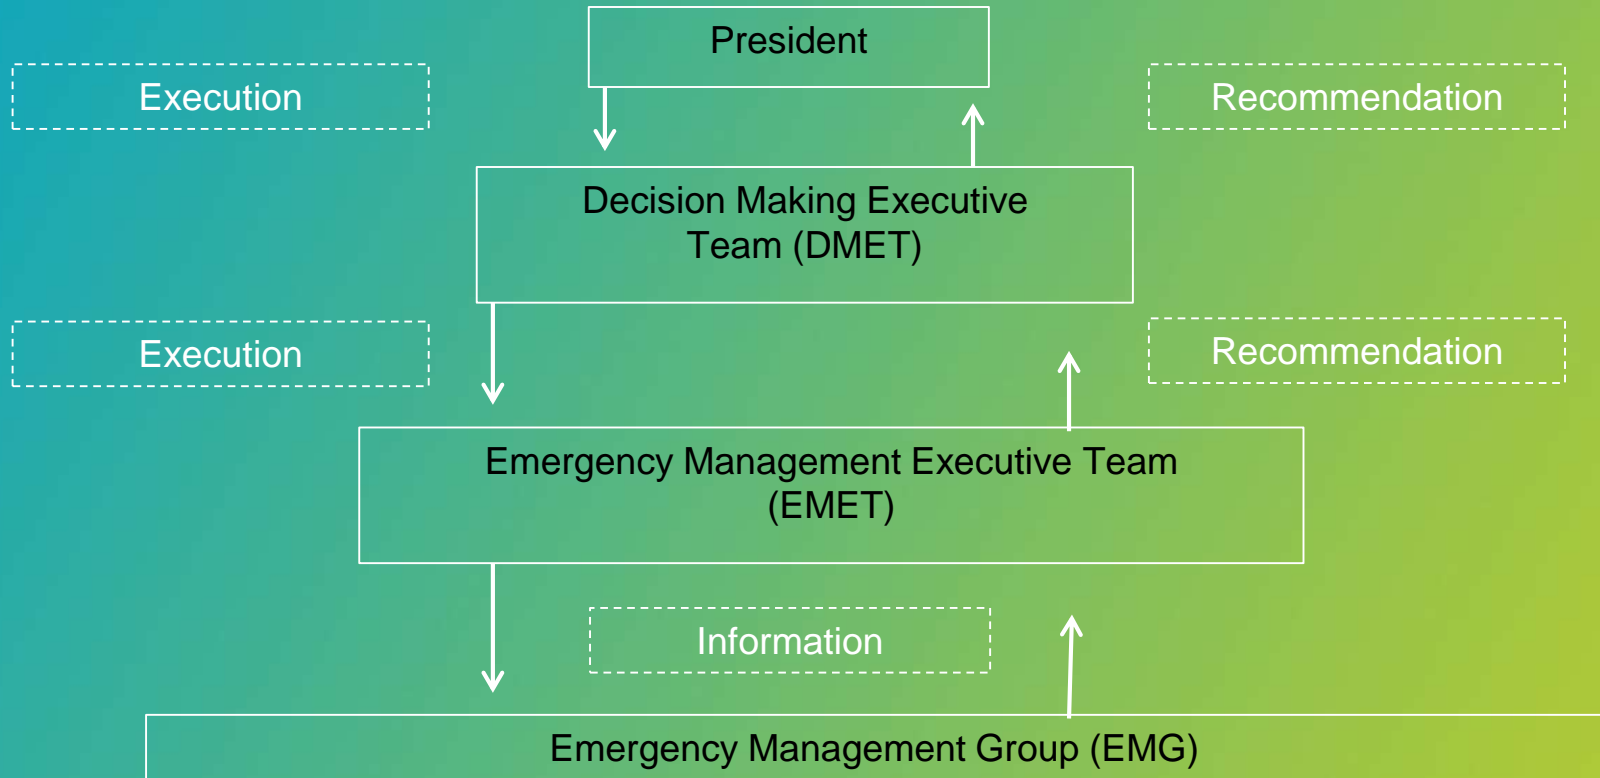 President
Execution
Recommendation
Decision Making Executive
Team (DMET)
Execution
Recommendation
Emergency Management Executive Team
(EMET)
Information
Emergency Management Group (EMG)